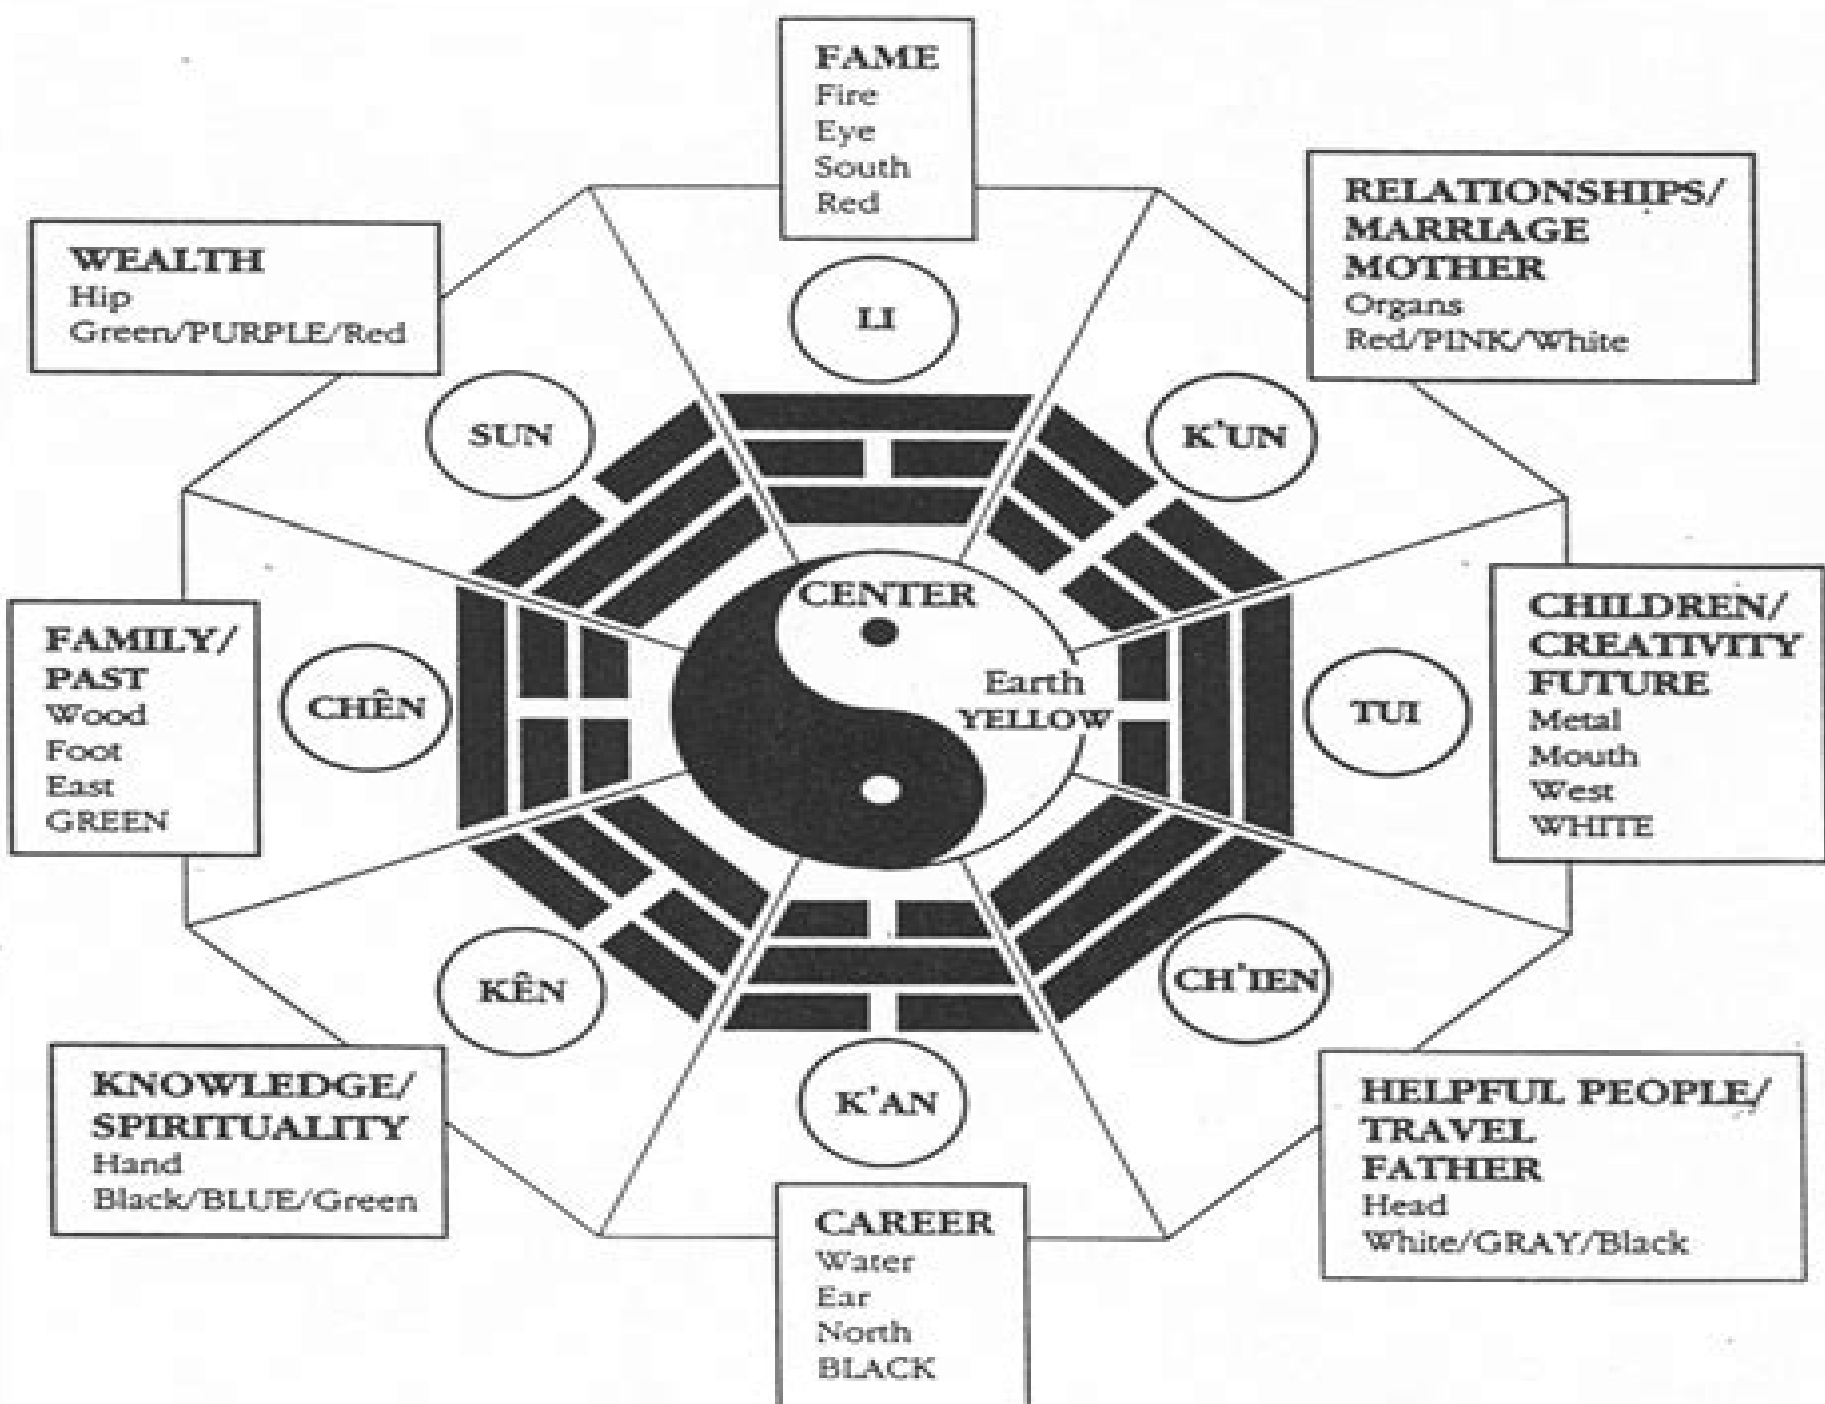 FAME
Fire
Eye
South
Red
RELATIONSHIPS/
MARRIAGE
MOTHER
Organs
Red/PINK/White
WEALTH
Hip
Green/PURPLE/Red
LI
SUN
K'UN
CENTER
Earth
YELLOW
FAMILY/
PAST
Wood
Foot
East
GREEN
CHÊN
TUI
CHILDREN/
CREATIVITY
FUTURE
Metal
Mouth
West
WHITE
KÊN
CH'IEN
K'AN
KNOWLEDGE/
SPIRITUALITY
Hand
Black/BLUE/Green
CAREER
Water
Ear
North
BLACK
HELPFUL PEOPLE/
TRAVEL
FATHER
Head
White/GRAY/Black